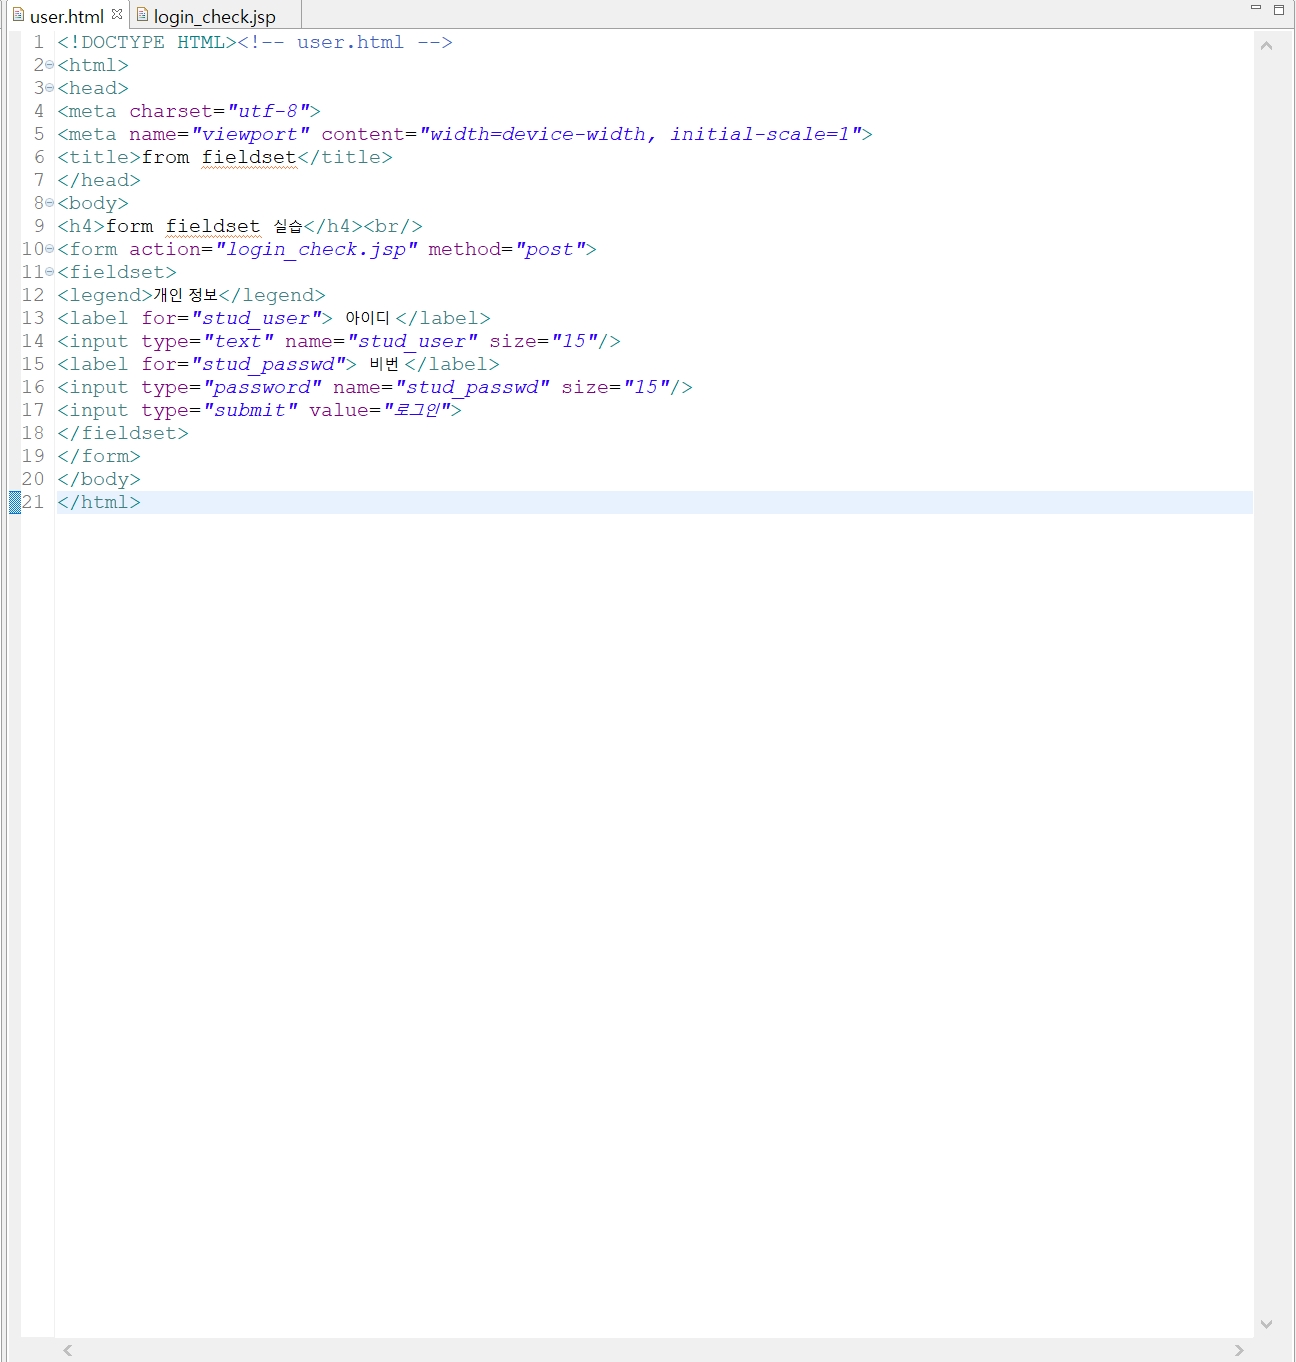 user.html login_check.jsp
1 <!DOCTYPE HTML><!-- user.html -->
2 <html>
3 <head>
4 <meta charset="utf-8">
5 <meta name="viewport" content="width=device-width, initial-scale=1">
6 <title>from fieldset</title>
7 </head>
8 <body>
9 <h4>form fieldset 실습</h4><br/>
10 <form action="login_check.jsp" method="post">
11 <fieldset>
12 <legend>개인 정보</legend>
13 <label for="stud_user"> 아이디 </label>
14 <input type="text" name="stud_user" size="15"/>
15 <label for="stud_passwd"> 비번 </label>
16 <input type="password" name="stud_passwd" size="15"/>
17 <input type="submit" value="로그인">
18 </fieldset>
19 </form>
20 </body>
21 </html>